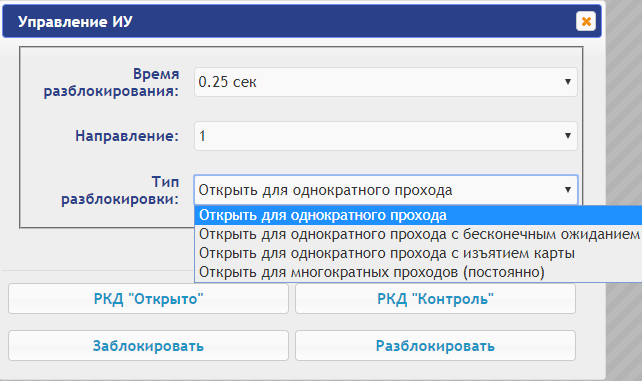 Управление ИУ
Время
разблокирования:
0.25 сек
Направление:
1
Тип
разблокировки:
Открыть для однократного прохода
Открыть для однократного прохода
Открыть для однократного прохода с бесконечным ожиданием
Открыть для однократного прохода с изъятием карты
Открыть для многократных проходов (постоянно)
РКД "Открыто"
РКД "Контроль"
Заблокировать
Разблокировать